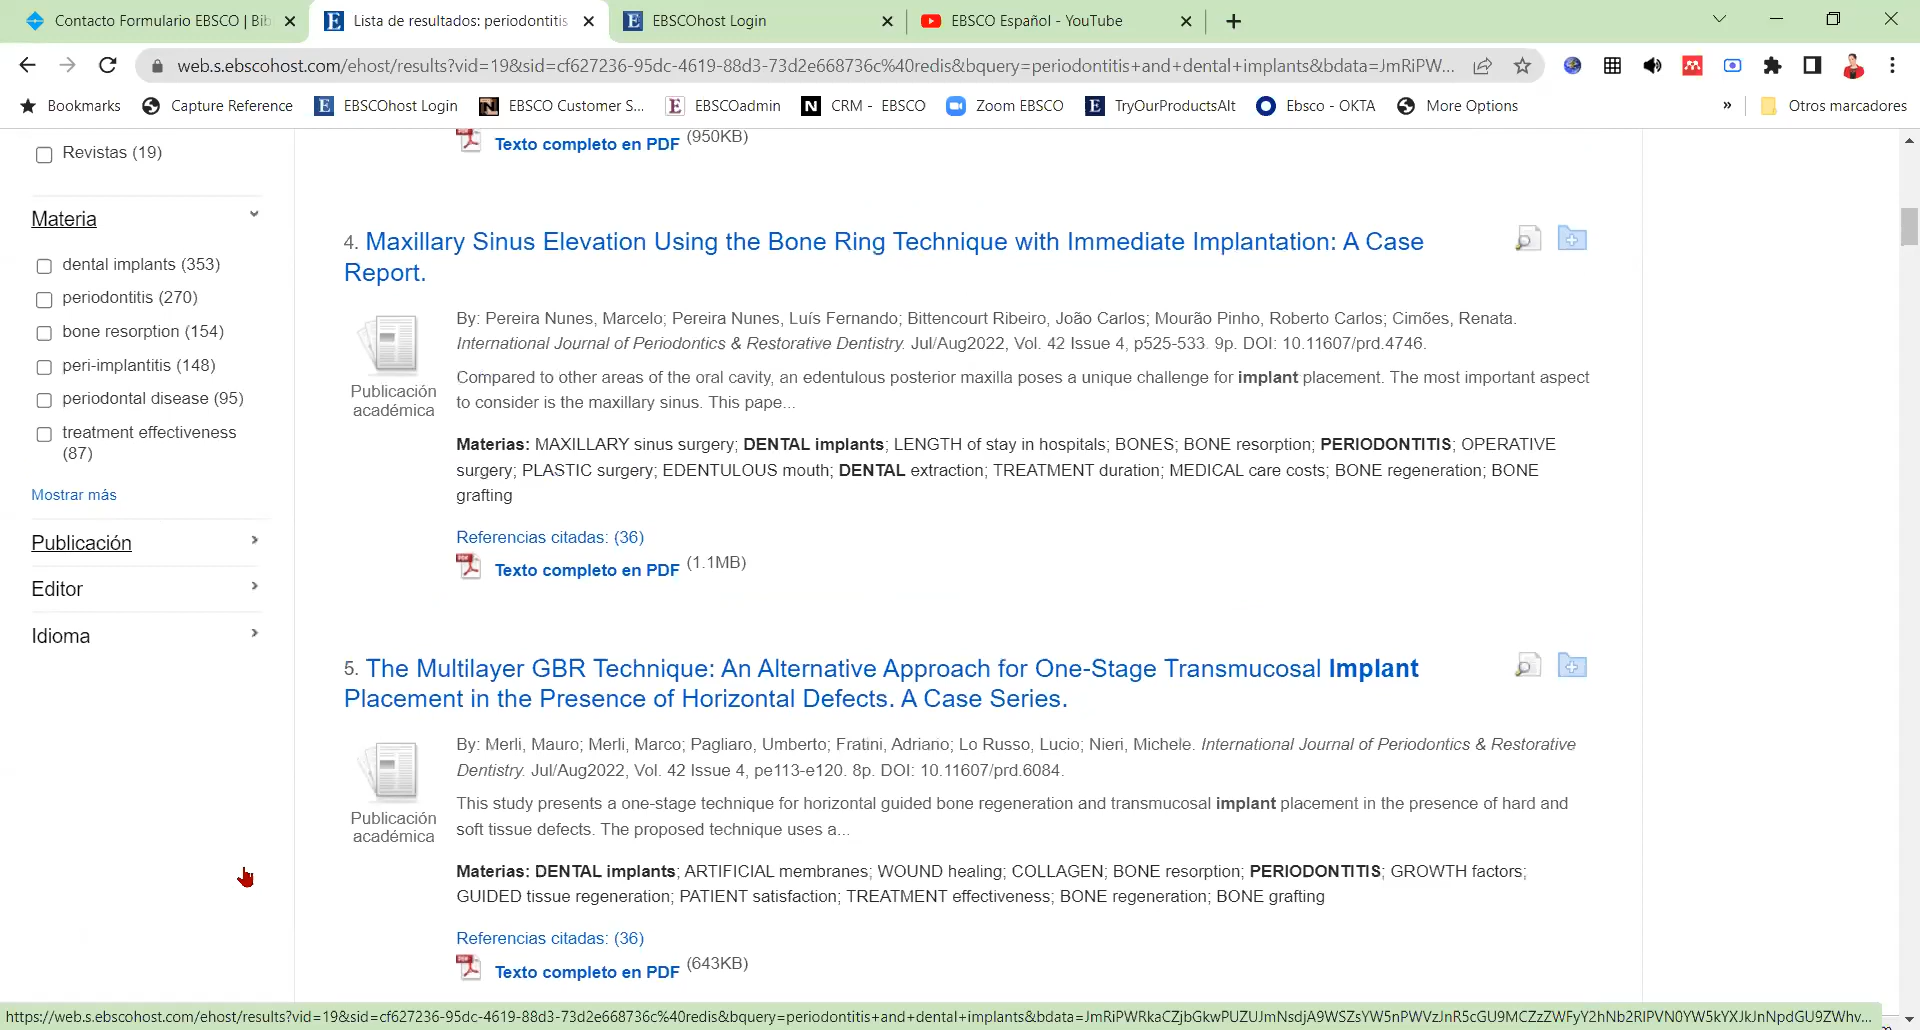 Contacto Formulario EBSCO | Bib
Lista de resultados: periodontitis
EBSCOhost Login
EBSCO Español - YouTube
web.s.ebscohost.com/ehost/results?vid=19&sid=cf627236-95dc-4619-88d3-73d2e668736c%40redis&bquery=periodontitis+and+dental+implants&bdata=JmRiPW...
Bookmarks
Capture Reference
EBSCOhost Login
EBSCO Customer S...
EBSCOadmin
CRM - EBSCO
Zoom EBSCO
TryOurProductsAlt
Ebsco - OKTA
More Options
»
Otros marcadores
Revistas (19)
Materia
dental implants (353)
periodontitis (270)
bone resorption (154)
peri-implantitis (148)
periodontal disease (95)
treatment effectiveness
(87)
Mostrar más
Publicación
Editor
Idioma
Texto completo en PDF (950KB)
4. Maxillary Sinus Elevation Using the Bone Ring Technique with Immediate Implantation: A Case
Report.
Publicación
académica
By: Pereira Nunes, Marcelo; Pereira Nunes, Luís Fernando; Bittencourt Ribeiro, João Carlos; Mourão Pinho, Roberto Carlos; Cimões, Renata.
International Journal of Periodontics & Restorative Dentistry. Jul/Aug2022, Vol. 42 Issue 4, p525-533. 9p. DOI: 10.11607/prd.4746.
Compared to other areas of the oral cavity, an edentulous posterior maxilla poses a unique challenge for implant placement. The most important aspect
to consider is the maxillary sinus. This pape...
Materias: MAXILLARY sinus surgery; DENTAL implants; LENGTH of stay in hospitals; BONES; BONE resorption; PERIODONTITIS; OPERATIVE
surgery; PLASTIC surgery; EDENTULOUS mouth; DENTAL extraction; TREATMENT duration; MEDICAL care costs; BONE regeneration; BONE
grafting
Referencias citadas: (36)
Texto completo en PDF (1.1MB)
5. The Multilayer GBR Technique: An Alternative Approach for One-Stage Transmucosal Implant
Placement in the Presence of Horizontal Defects. A Case Series.
Publicación
académica
By: Merli, Mauro; Merli, Marco; Pagliaro, Umberto; Fratini, Adriano; Lo Russo, Lucio; Nieri, Michele. International Journal of Periodontics & Restorative
Dentistry. Jul/Aug2022, Vol. 42 Issue 4, pe113-e120. 8p. DOI: 10.11607/prd.6084.
This study presents a one-stage technique for horizontal guided bone regeneration and transmucosal implant placement in the presence of hard and
soft tissue defects. The proposed technique uses a...
Materias: DENTAL implants; ARTIFICIAL membranes; WOUND healing; COLLAGEN; BONE resorption; PERIODONTITIS; GROWTH factors;
GUIDED tissue regeneration; PATIENT satisfaction; TREATMENT effectiveness; BONE regeneration; BONE grafting
Referencias citadas: (36)
Texto completo en PDF (643KB)
https://web.s.ebscohost.com/ehost/results?vid=19&sid=cf627236-95dc-4619-88d3-73d2e668736c%40redis&bquery=periodontitis+and+dental+implants&bdata=JmRiPWRkaCZjbGkwPUZUJmNsdjA9WSZsYW5nPWVzJnR5cGU9MCZzZWFyY2hNb2RlPVN0YW5kYXJkJnNpdGU9ZWhv...